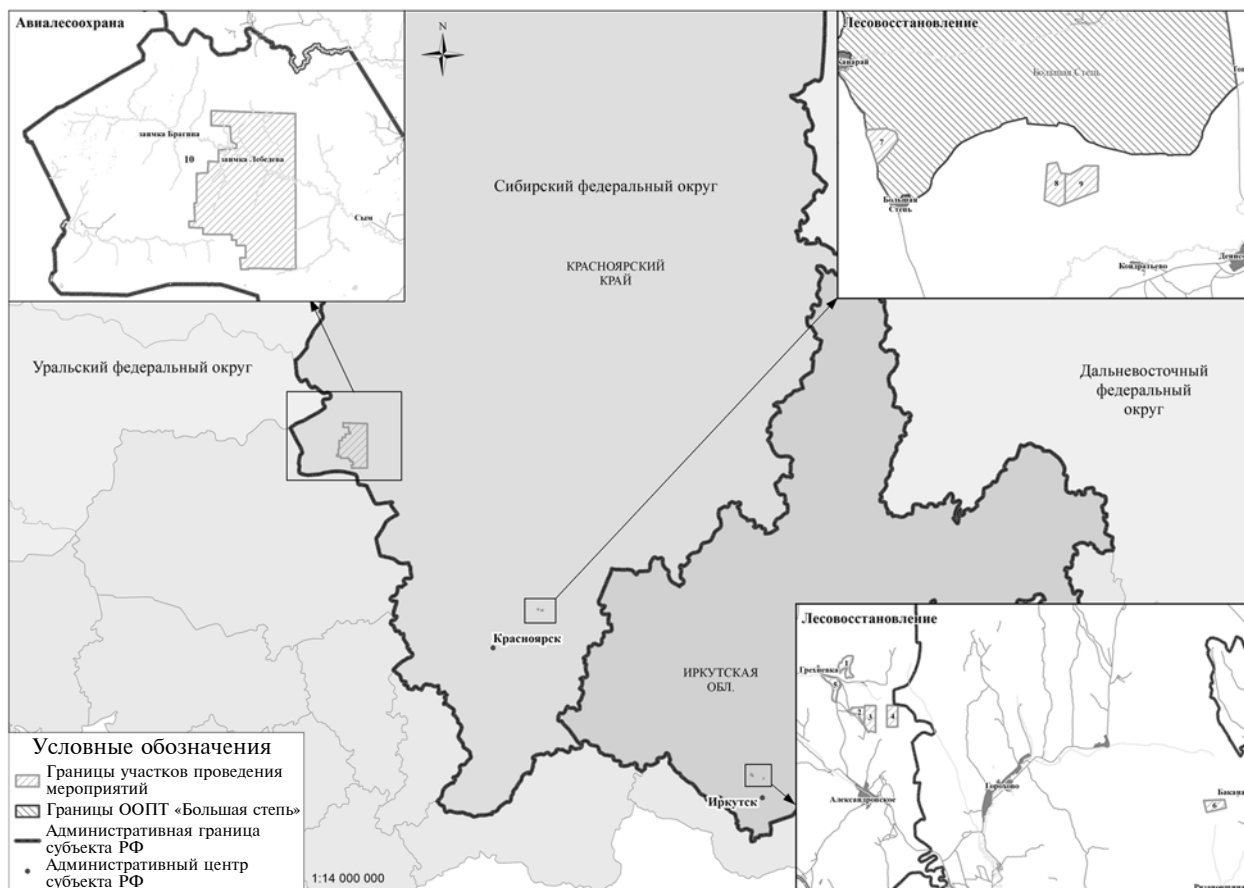 Авиалесоохрана
заимка Брагина
10
заимка Лебедева
Сым
N
Сибирский федеральный округ
КРАСНОЯРСКИЙ
КРАЙ
Лесовосстановление
Большая Степь
7
8
9
Большая
Степь
Кондратьево
Уральский федеральный округ
Дальневосточный
федеральный
округ
Красноярск
ИРКУТСКАЯ
ОБЛ.
Иркутск
Лесовосстановление
1
5
2
3
4
Александровское
Горохово
6
Условные обозначения
Границы участков проведения
мероприятий
Границы ООПТ «Большая степь»
Административная граница
субъекта РФ
Административный центр
субъекта РФ
1:14 000 000